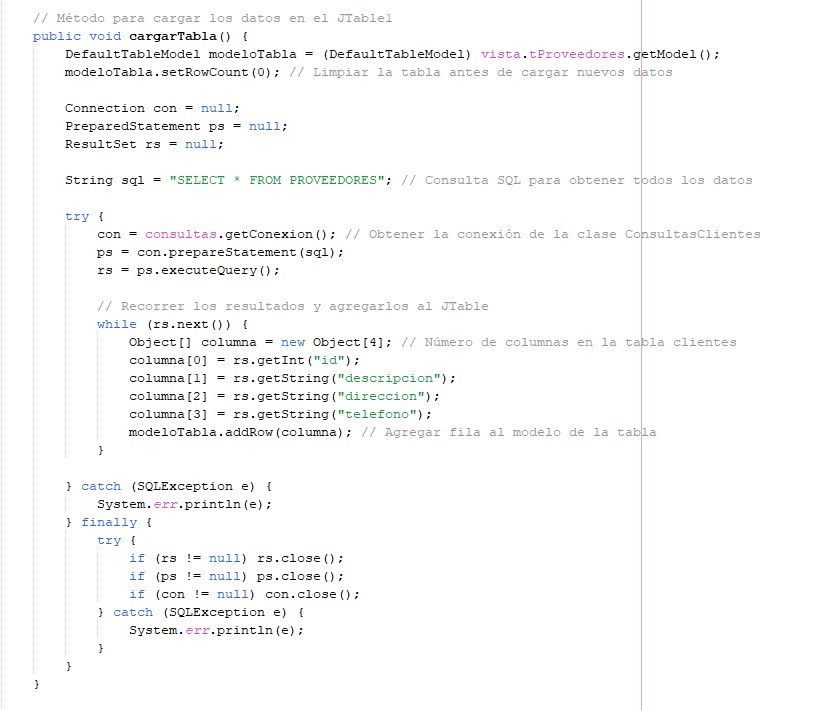 // Método para cargar los datos en el JTable1
public void cargarTabla() {
DefaultTableModel modeloTabla = (DefaultTableModel) vista.tProveedores.getModel();
modeloTabla.setRowCount(0); // Limpiar la tabla antes de cargar nuevos datos
Connection con = null;
PreparedStatement ps = null;
ResultSet rs = null;
String sql = "SELECT * FROM PROVEEDORES"; // Consulta SQL para obtener todos los datos
try {
con = consultas.getConexion(); // Obtener la conexión de la clase ConsultasClientes
ps = con.prepareStatement(sql);
rs = ps.executeQuery();
// Recorrer los resultados y agregarlos al JTable
while (rs.next()) {
Object[] columna = new Object[4]; // Número de columnas en la tabla clientes
columna[0] = rs.getInt("id");
columna[1] = rs.getString("descripcion");
columna[2] = rs.getString("direccion");
columna[3] = rs.getString("telefono");
modeloTabla.addRow(columna); // Agregar fila al modelo de la tabla
}
} catch (SQLException e) {
System.err.println(e);
} finally {
try {
if (rs != null) rs.close();
if (ps != null) ps.close();
if (con != null) con.close();
} catch (SQLException e) {
System.err.println(e);
}
}
}